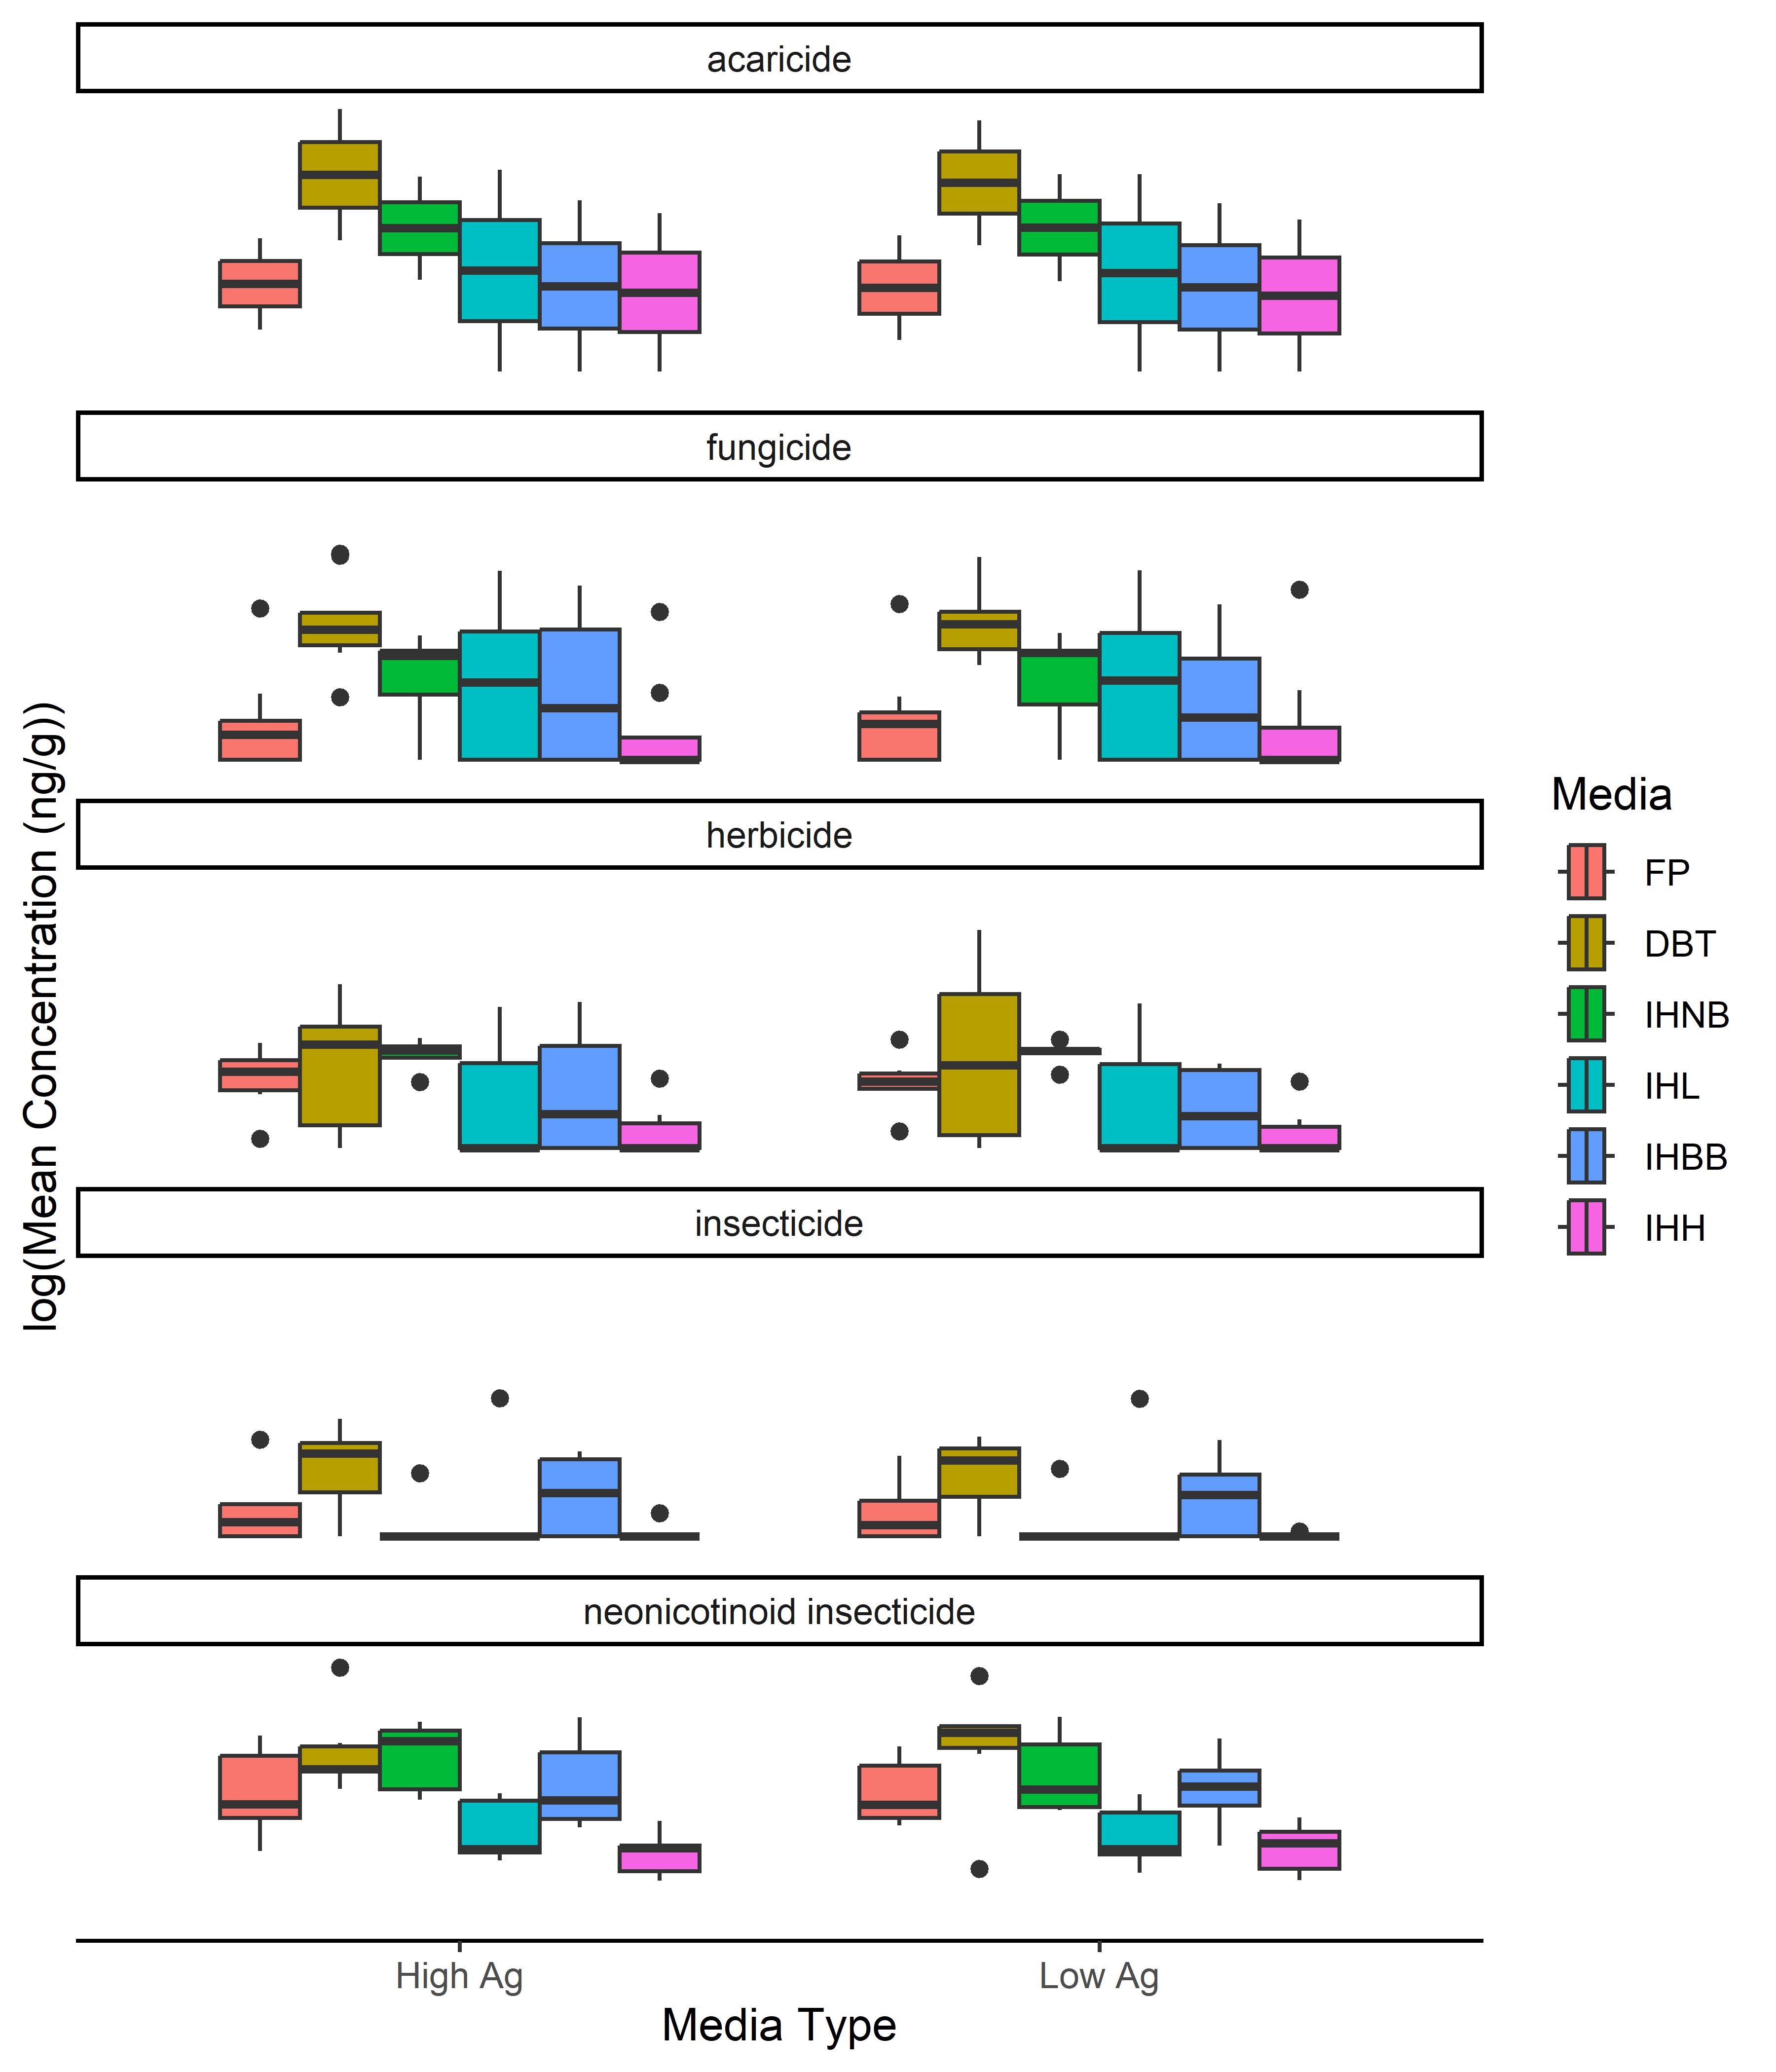 acaricide
fungicide
herbicide
insecticide
neonicotinoid insecticide
log(Mean Concentration (ng/g))
High Ag
Low Ag
Media Type
Media
FP
DBT
IHNB
IHL
IHBB
IHH